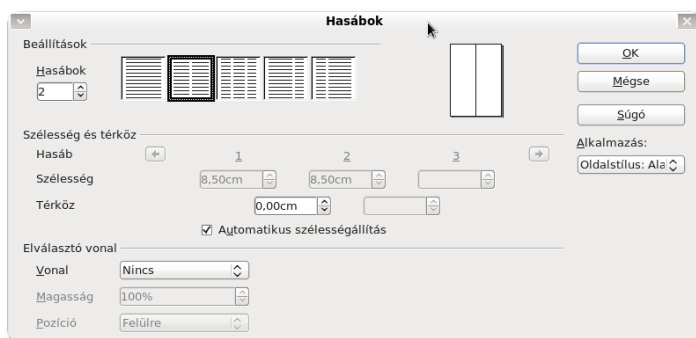 Hasábok
Beállítások
Hasábok
2
OK
Mégse
Súgó
Alkalmazás:
Oldalstílus: Ala
Szélesség és térköz
Hasáb 1 2 3
Szélesség 8,50cm 8,50cm
Térköz 0,00cm
Automatikus szélességállítás
Elválasztó vonal
Vonal Nincs
Magasság 100%
Pozíció Felülre